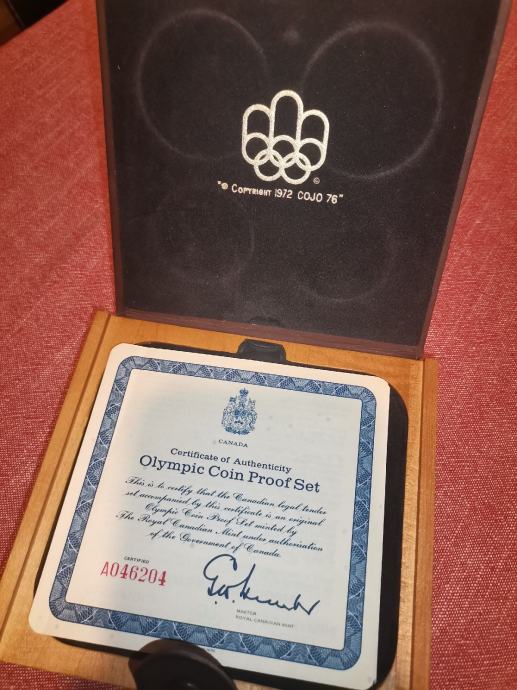 ©
"© COPYRIGHT 1972 COJO 76"
CANADA
Certificate of Authenticity
Olympic Coin Proof Set
This is to certify that the Canadian legal tender
set accompanied by this certificate is an original
Olympic Coin Proof Set minted by
The Royal Canadian Mint under authorisation
of the Government of Canada.
CERTIFIED
A046204
MASTER
ROYAL CANADIAN MINT